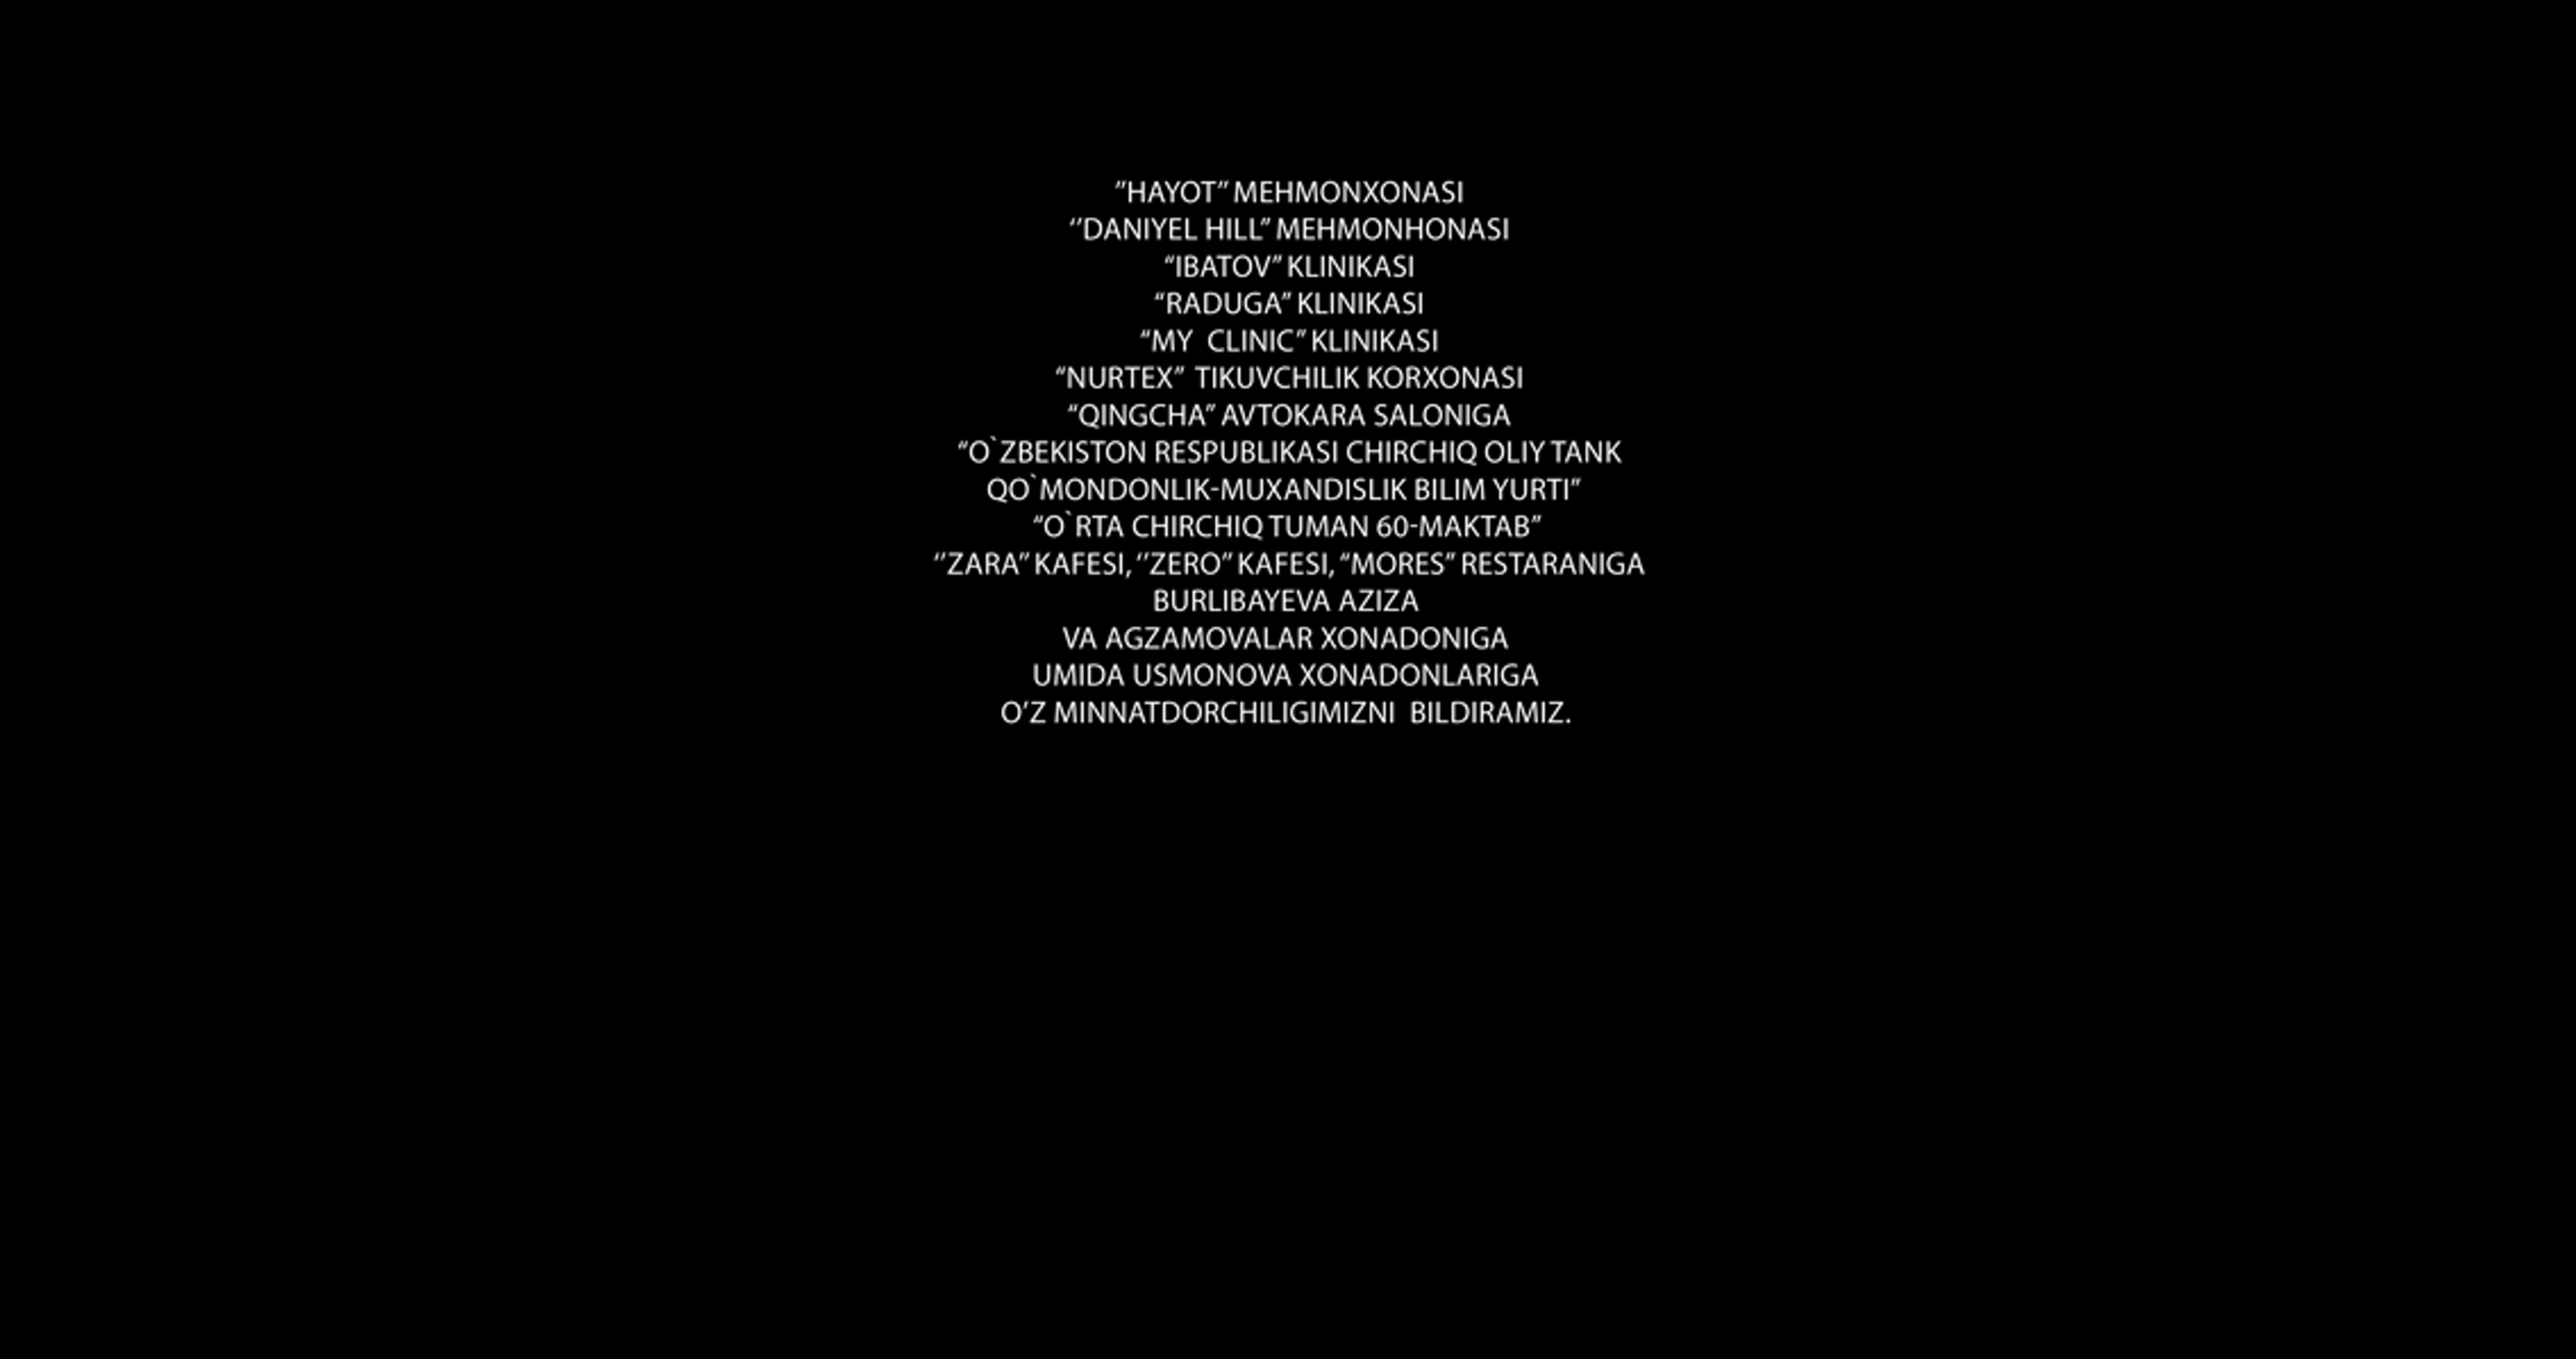 ”HAYOT” MEHMONXONASI
‘’DANIYEL HILL” MEHMONHONASI
“IBATOV” KLINIKASI
“RADUGA” KLINIKASI
“MY  CLINIC” KLINIKASI
“NURTEX”  TIKUVCHILIK KORXONASI
“QINGCHA” AVTOKARA SALONIGA
“O`ZBEKISTON RESPUBLIKASI CHIRCHIQ OLIY TANK
QO`MONDONLIK-MUXANDISLIK BILIM YURTI”
“O`RTA CHIRCHIQ TUMAN 60-MAKTAB”
‘’ZARA” KAFESI, ‘’ZERO” KAFESI, “MORES” RESTARANIGA
BURLIBAYEVA AZIZA
VA AGZAMOVALAR XONADONIGA
UMIDA USMONOVA XONADONLARIGA
O’Z MINNATDORCHILIGIMIZNI  BILDIRAMIZ.